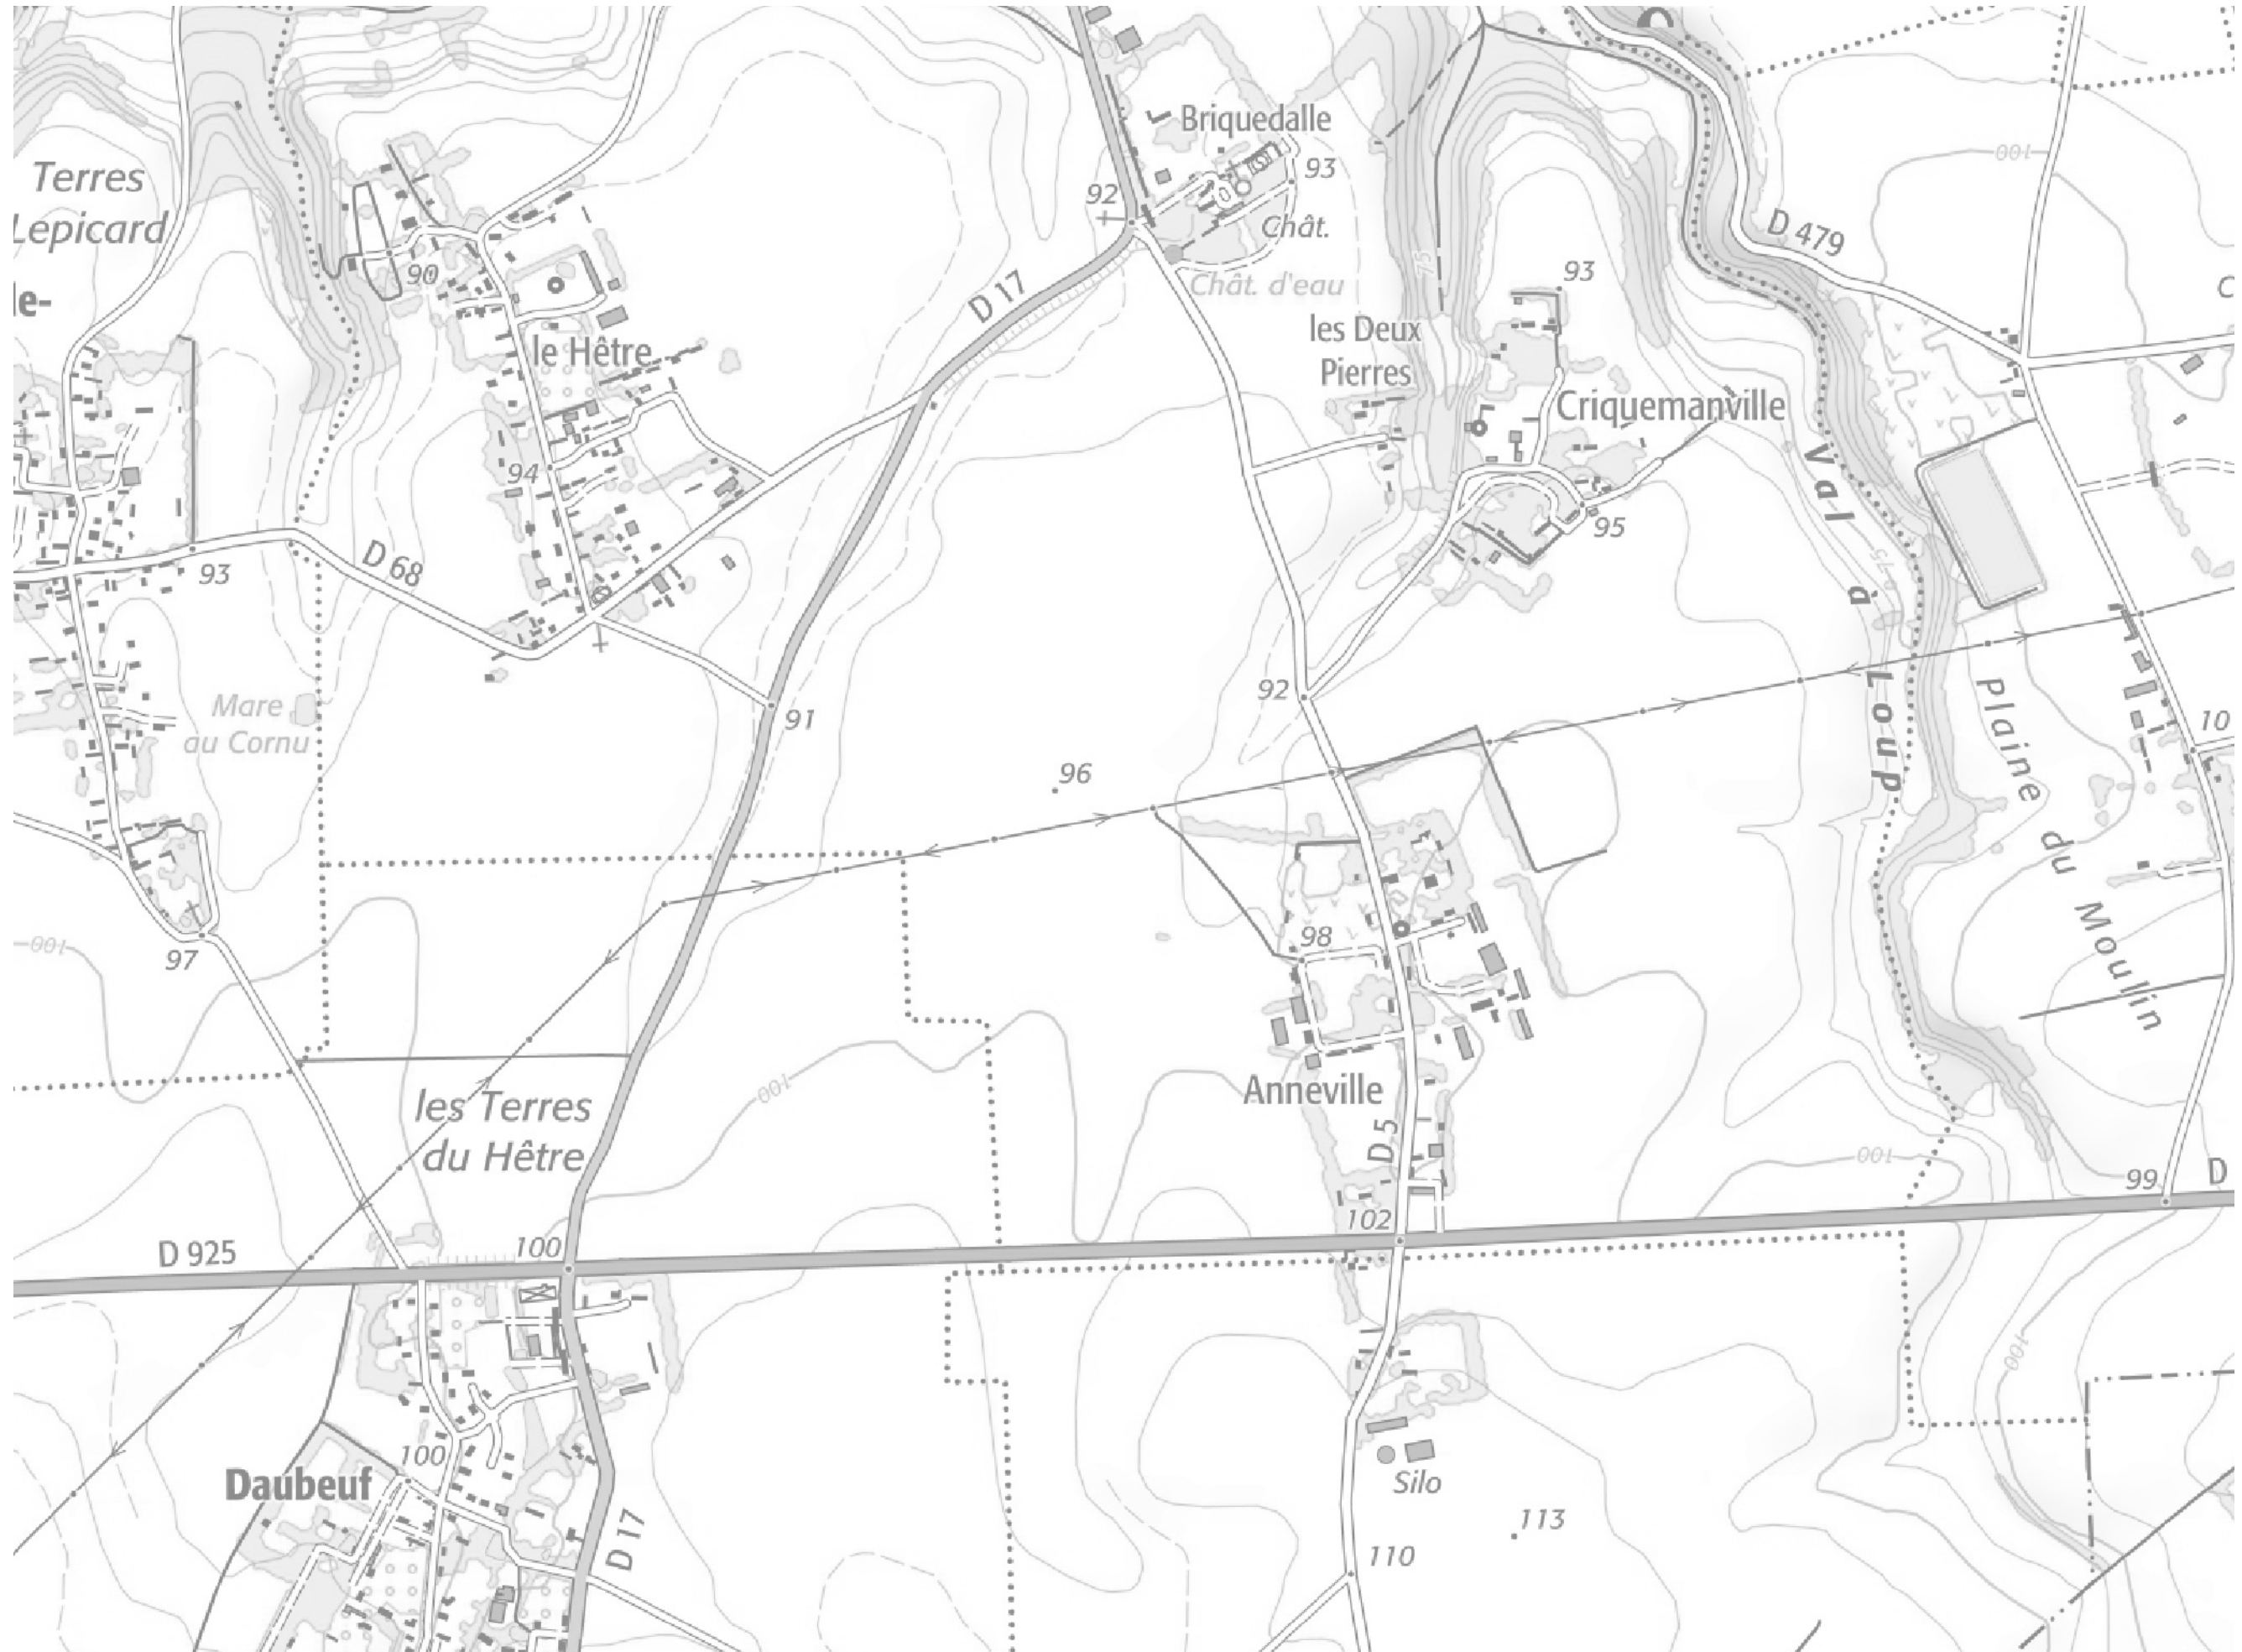 Briquedalle
Terres
Lepicard
100
93
92
Chât.
D 479
90
93
75
Chât. d'eau
D 17
le-
C
les Deux
Pierres
le Hêtre
Criquemanville
94
Val à Loup
95
D 68
93
75
92
Mare
au Cornu
91
Plaine du Moulin
10
96
98
100
97
Anneville
100
les Terres
du Hêtre
D 5
100
99
D
102
100
D 925
100
100
Daubeuf
Silo
113
D 17
110